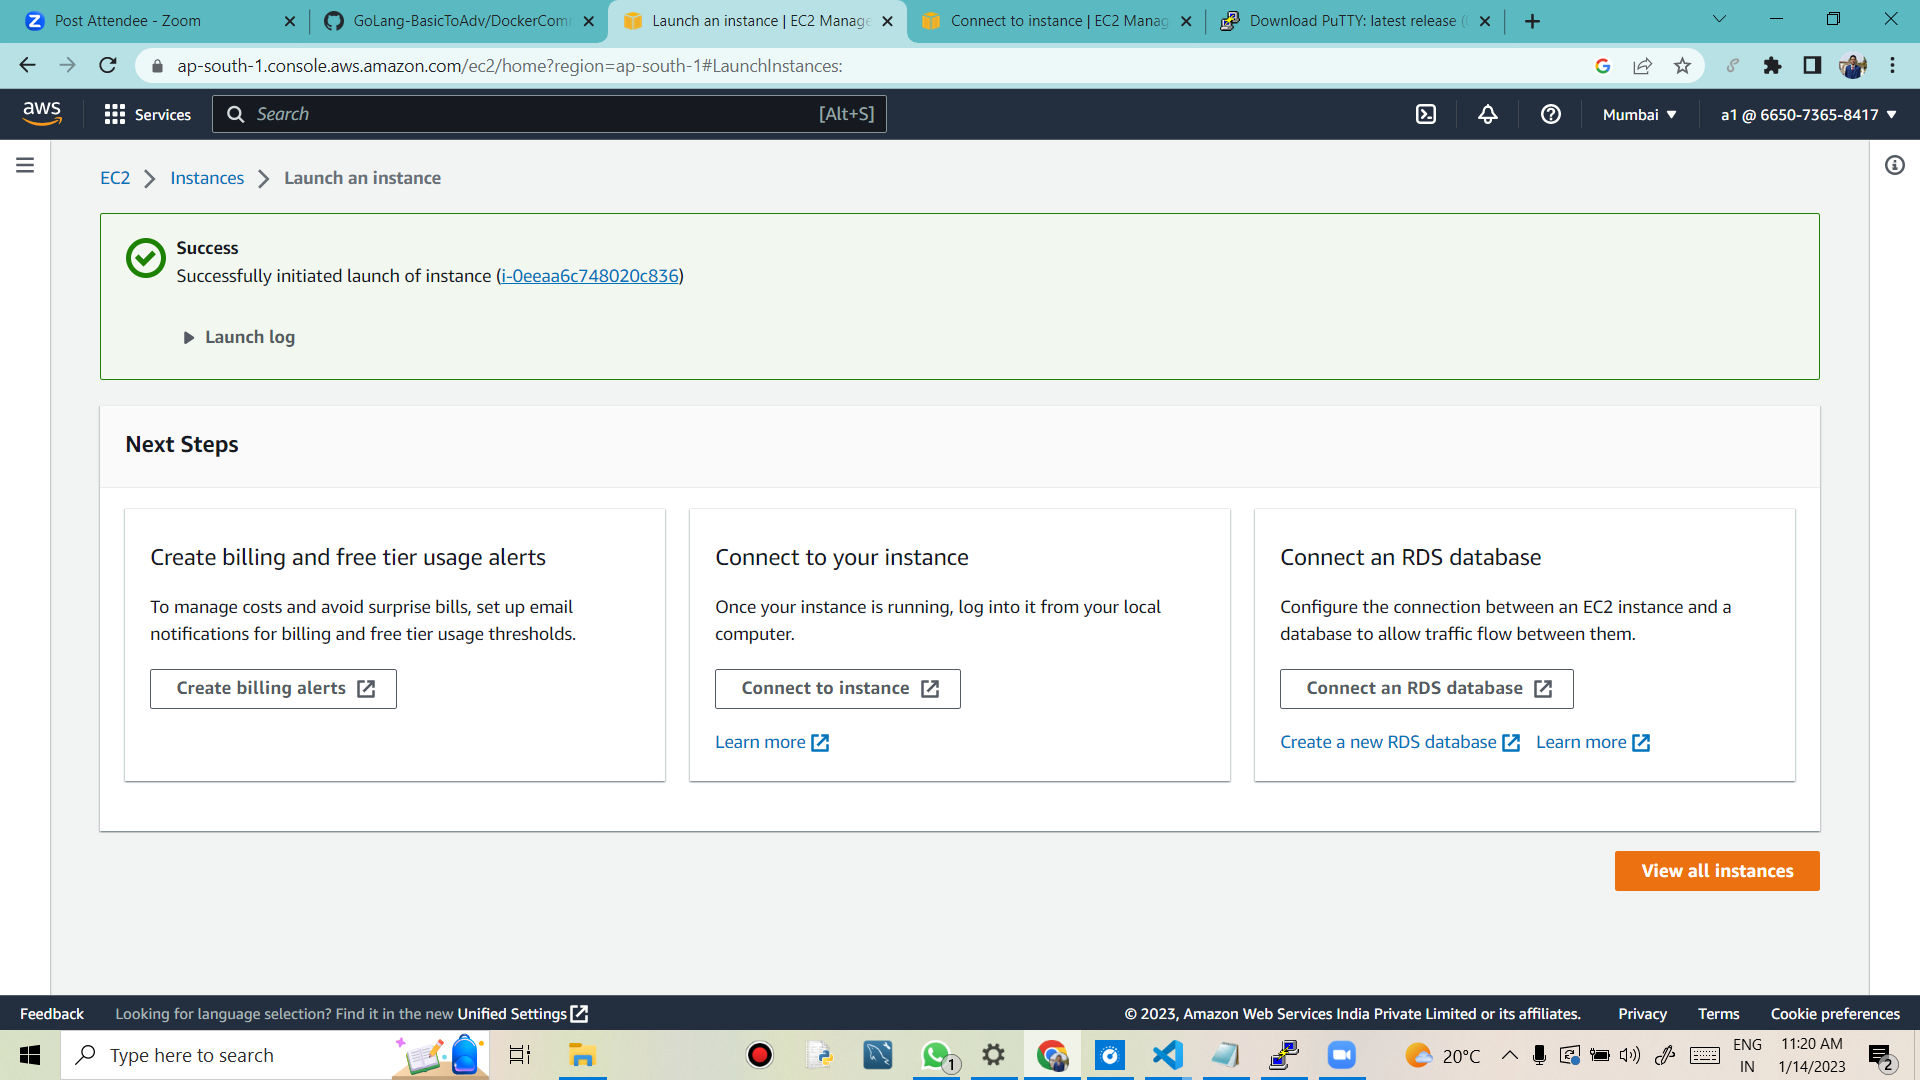 Post Attendee - Zoom
GoLang-BasicToAdv/DockerComm
Launch an instance | EC2 Manage
Connect to instance | EC2 Manag
Download PuTTY: latest release (
ap-south-1.console.aws.amazon.com/ec2/home?region=ap-south-1#LaunchInstances:
aws
Services
Search
[Alt+S]
Mumbai
a1 @ 6650-7365-8417
EC2
Instances
Launch an instance
Success
Successfully initiated launch of instance (i-0eeaa6c748020c836)
Launch log
Next Steps
Create billing and free tier usage alerts
To manage costs and avoid surprise bills, set up email
notifications for billing and free tier usage thresholds.
Create billing alerts
Connect to your instance
Once your instance is running, log into it from your local
computer.
Connect to instance
Learn more
Connect an RDS database
Configure the connection between an EC2 instance and a
database to allow traffic flow between them.
Connect an RDS database
Create a new RDS database
Learn more
View all instances
Feedback
Looking for language selection? Find it in the new Unified Settings
© 2023, Amazon Web Services India Private Limited or its affiliates.
Privacy
Terms
Cookie preferences
Type here to search
1
20°C
ENG
IN
11:20 AM
1/14/2023
2